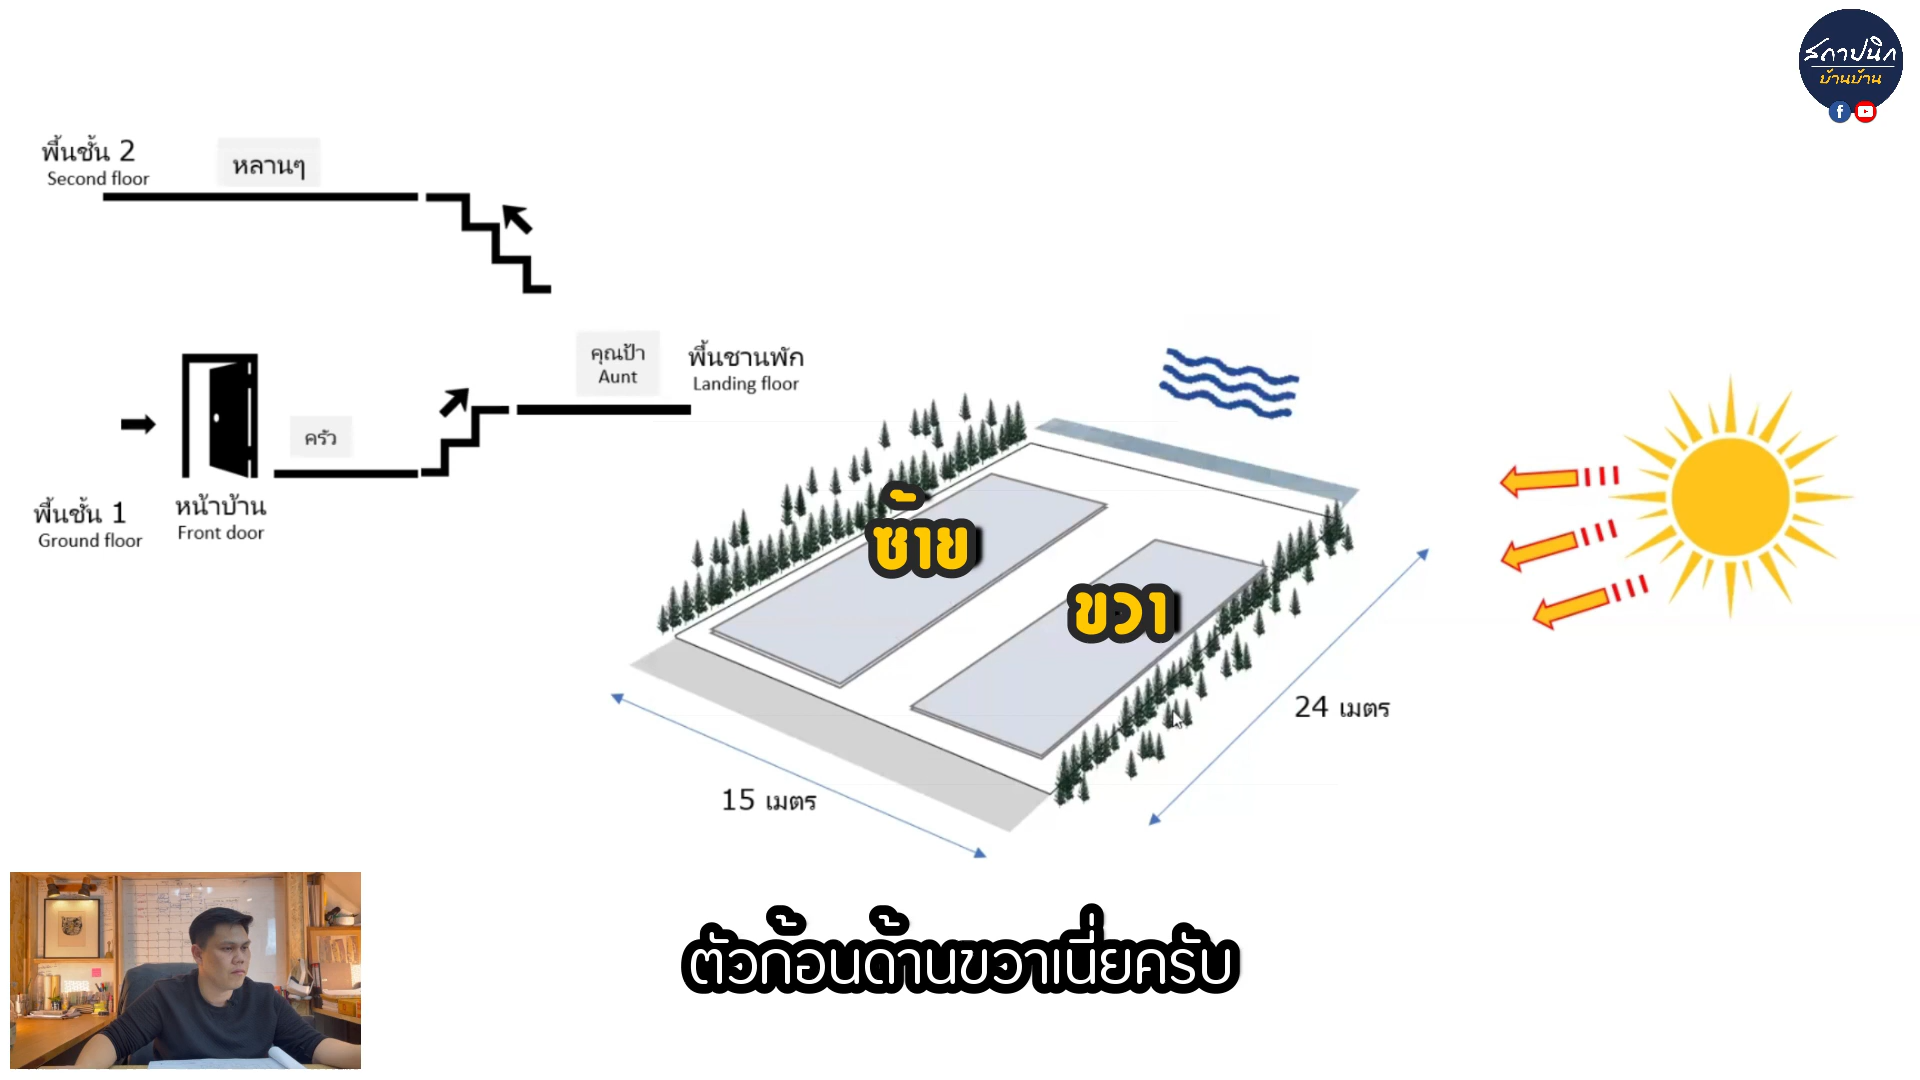 สถาปนิก
บ้านบ้าน
พื้นชั้น 2
Second floor
หลานๆ
คุณป้า
Aunt
พื้นชานพัก
Landing floor
ครัว
พื้นชั้น 1
Ground floor
หน้าบ้าน
Front door
ซ้าย
ขวา
24 เมตร
15 เมตร
ตัวก้อนด้านขวาเนี่ยครับ